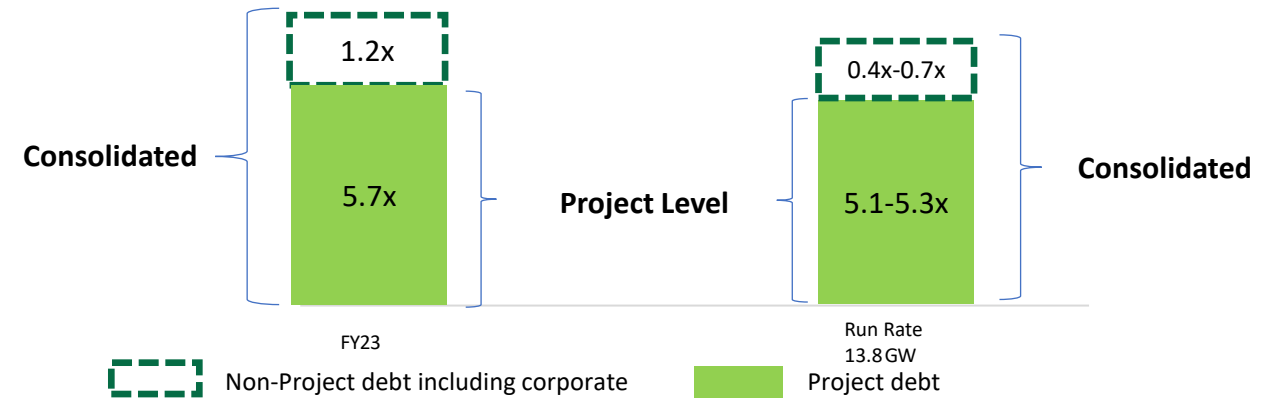 1.2x
0.4x-0.7x
Consolidated
Consolidated
5.7x
Project Level
5.1-5.3x
FY23
Run Rate
13.8GW
Non-Project debt including corporate
Project debt